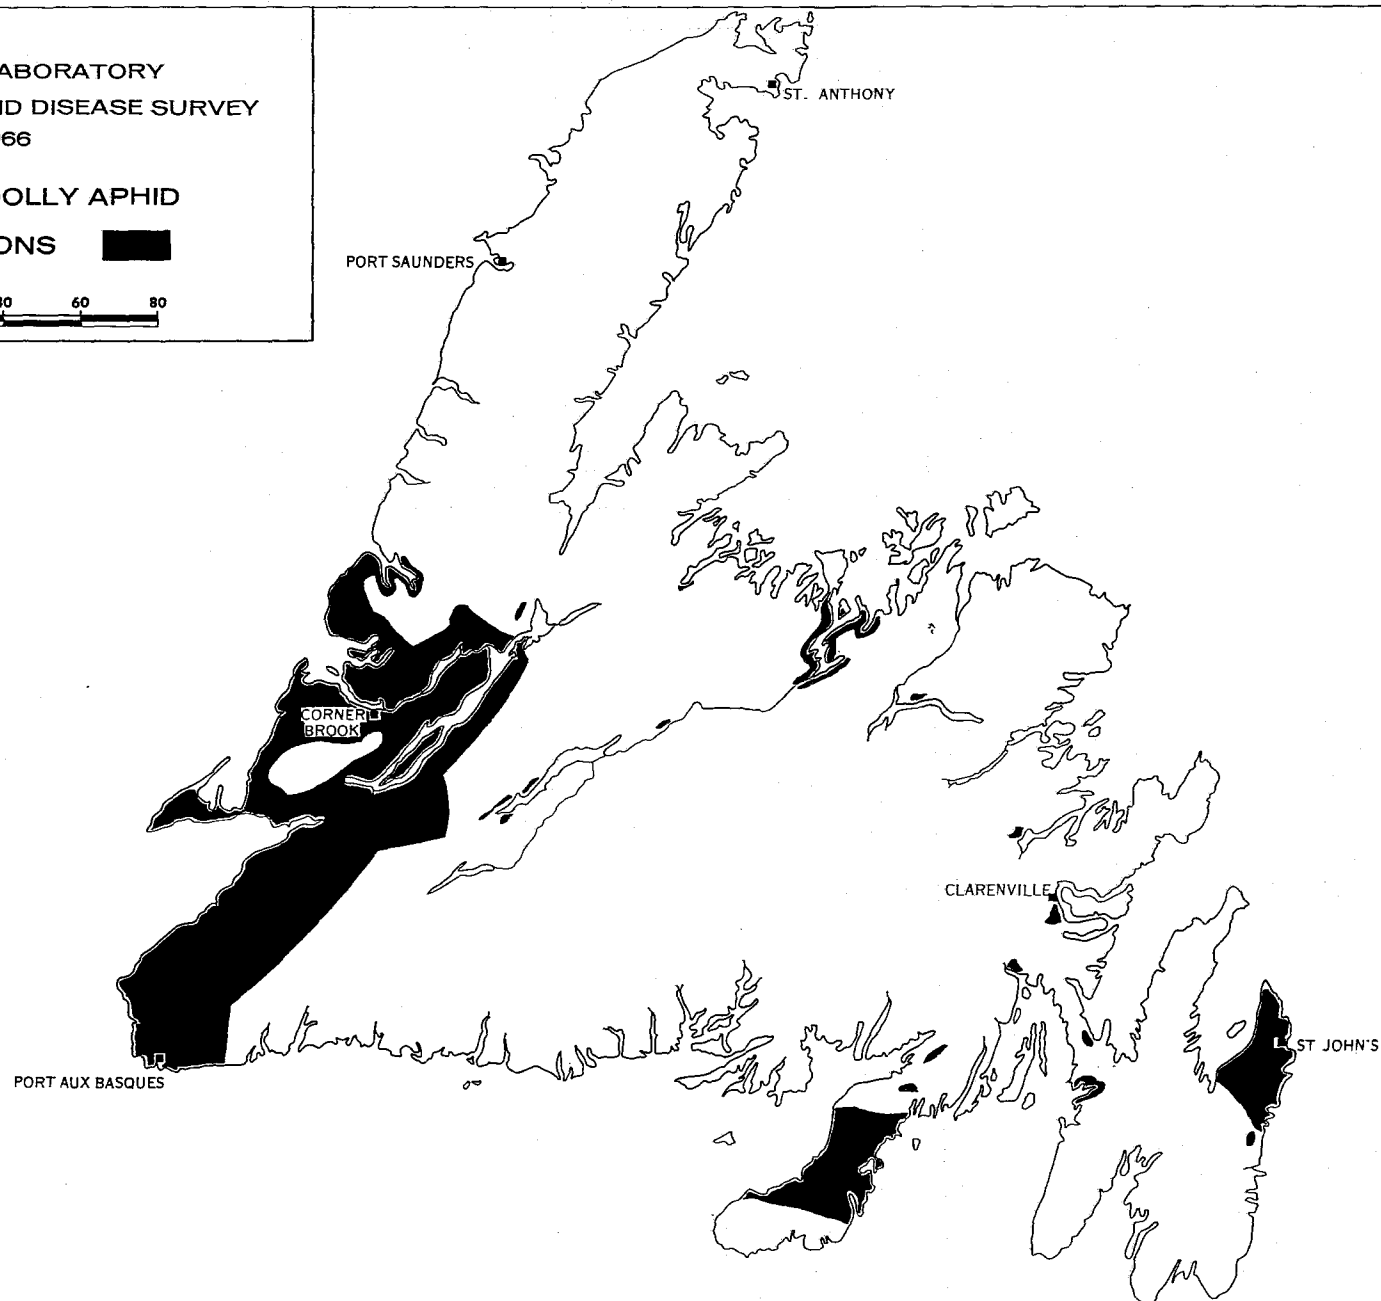 ABORATORY
ID DISEASE SURVEY
66
OLLY APHID
ONS
60 80
ST. ANTHONY
PORT SAUNDERS
CORNER
BROOK
CLARENVILLE
ST JOHN'S
PORT AUX BASQUES